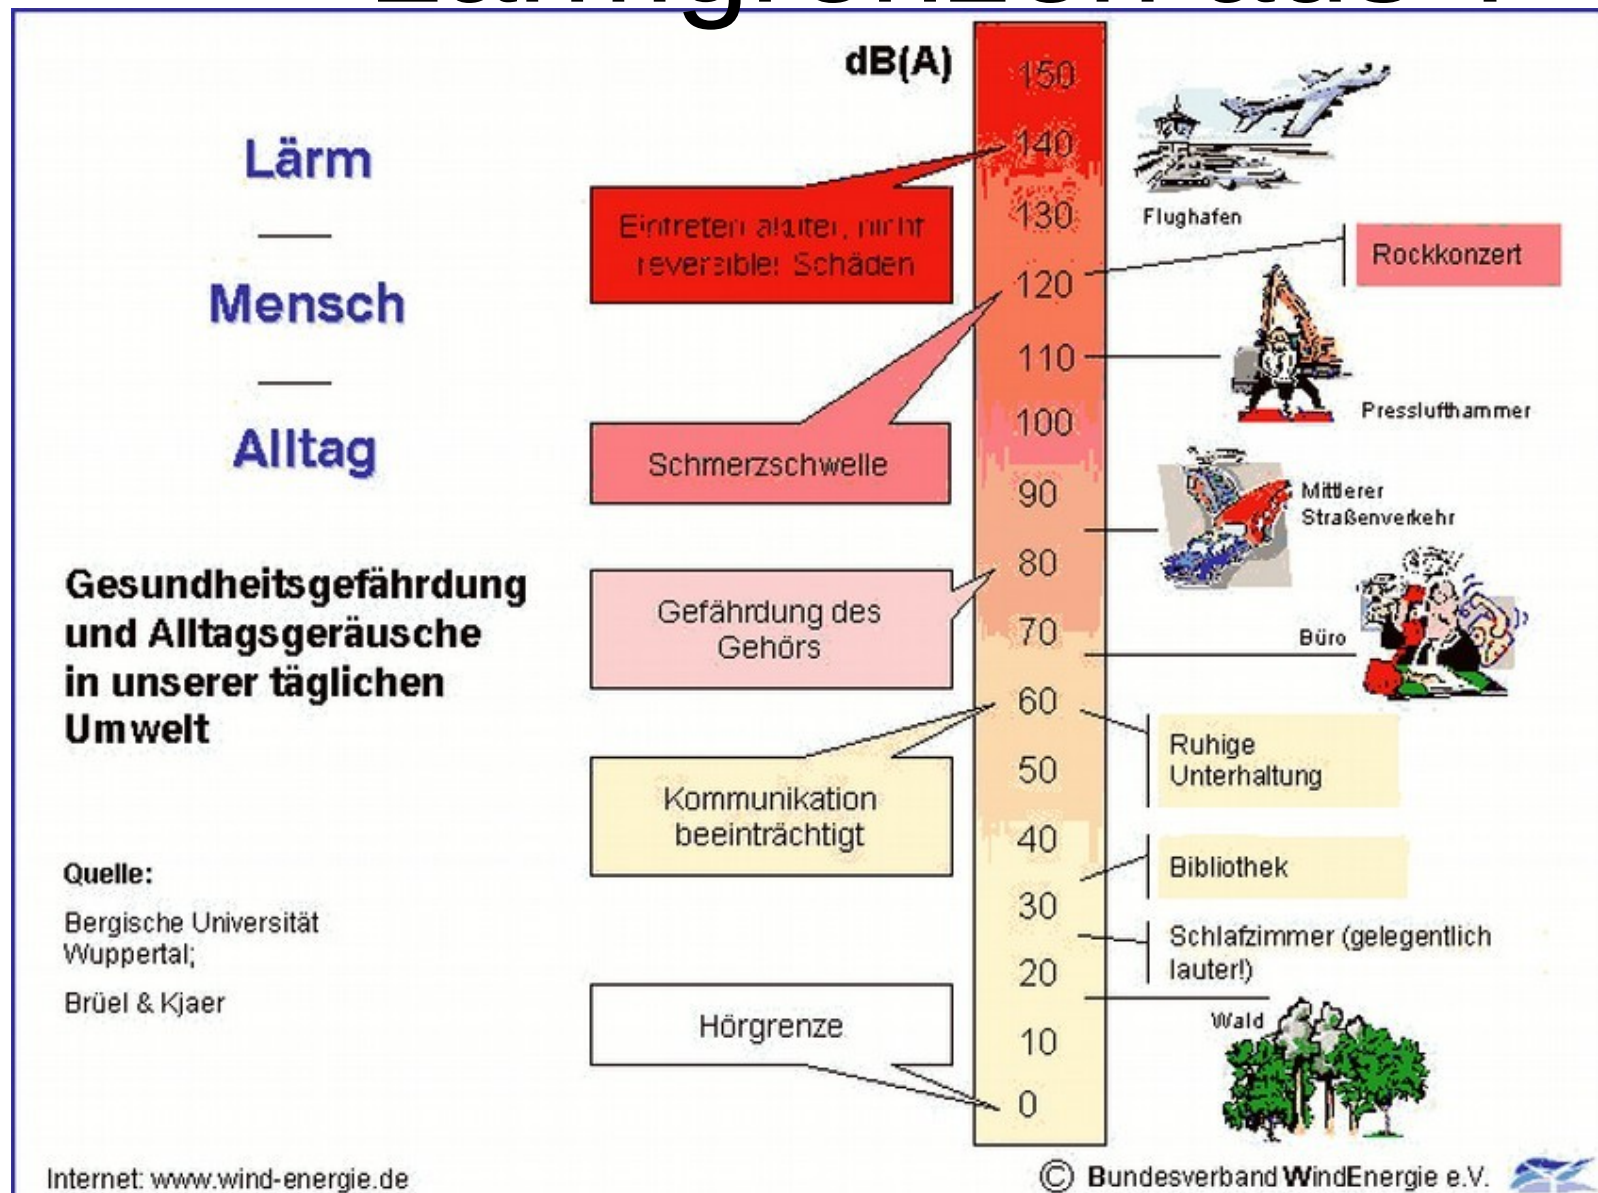 dB(A)
150
140
130
120
110
100
90
80
70
60
50
40
30
20
10
0
Lärm
Mensch
Alltag
Gesundheitsgefährdung
und Alltagsgeräusche
in unserer täglichen
Umwelt
Quelle:
Bergische Universität
Wuppertal;
Brüel & Kjaer
Eintreten akuter, nicht
reversibler Schäden
Schmerzschwelle
Gefährdung des
Gehörs
Kommunikation
beeinträchtigt
Hörgrenze
Flughafen
Rockkonzert
Presslufthammer
Mittlerer
Straßenverkehr
Büro
Ruhige
Unterhaltung
Bibliothek
Schlafzimmer (gelegentlich
lauter!)
Wald
Internet: www.wind-energie.de
© Bundesverband WindEnergie e.V.